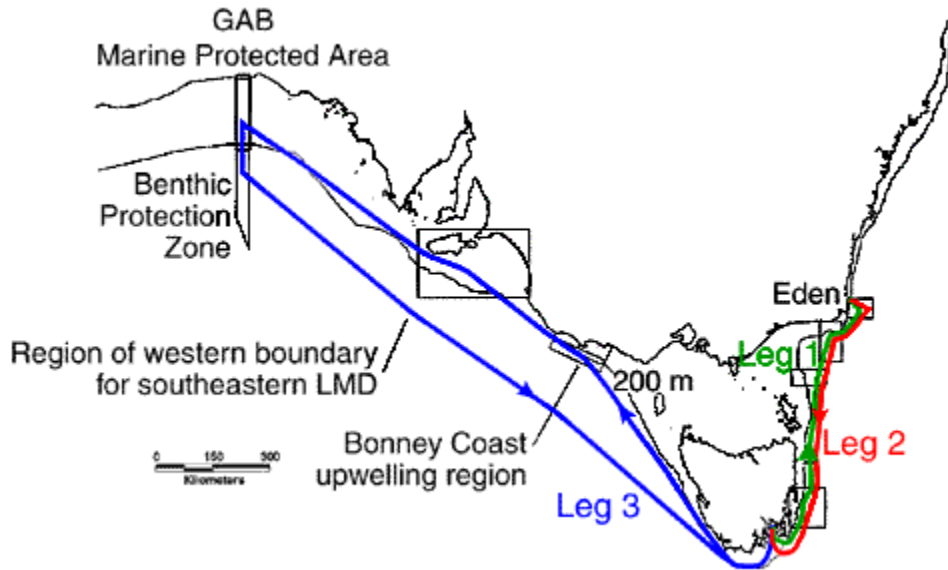 GAB
Marine Protected Area
Benthic
Protection
Zone
Eden
Leg 1
Region of western boundary
for southeastern LMD
200 m
Bonney Coast
upwelling region
Leg 2
0 150 300
Kilometers
Leg 3